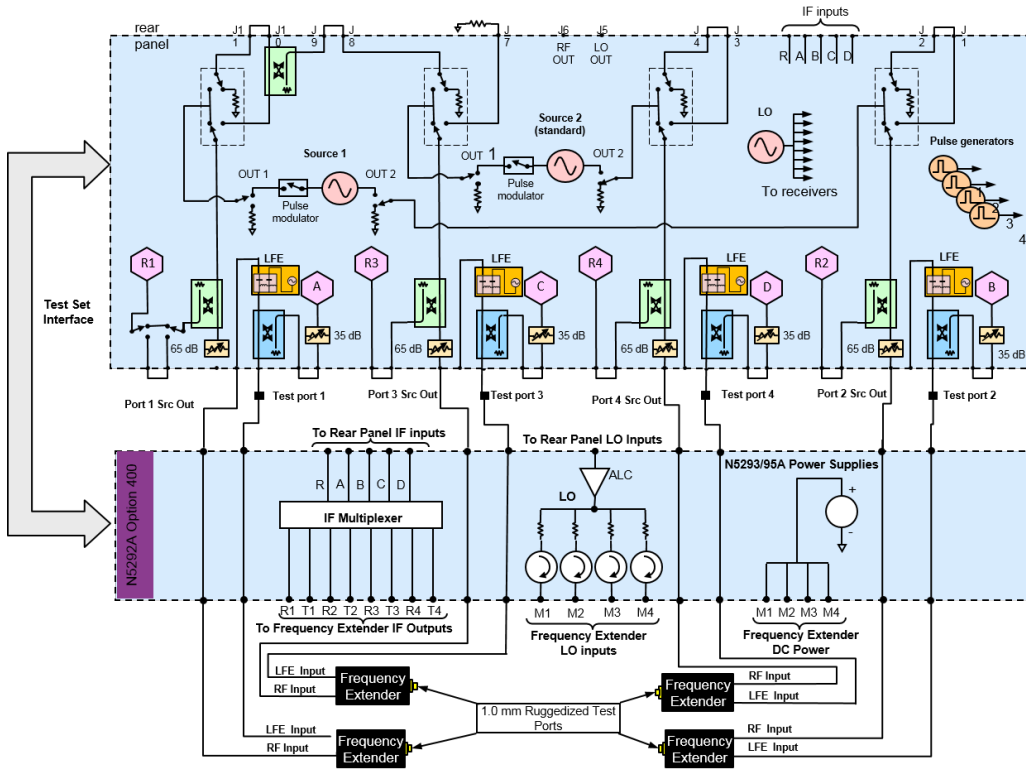 rear
panel
J1
1
J1
0
J
9
J
8
J
7
J6
RF
OUT
J5
LO
OUT
J
4
J
3
IF inputs
R
A
B
C
D
J
2
J
1
Source 1
OUT 1
Pulse
modulator
OUT 2
Source 2
(standard)
OUT 1
Pulse
modulator
OUT 2
LO
To receivers
Pulse generators
1
2
3
4
Test Set
Interface
R1
LFE
A
65 dB
35 dB
R3
LFE
C
65 dB
35 dB
R4
LFE
D
65 dB
35 dB
R2
LFE
B
65 dB
35 dB
Port 1 Src Out
Test port 1
Port 3 Src Out
Test port 3
Port 4 Src Out
Test port 4
Port 2 Src Out
Test port 2
To Rear Panel IF inputs
To Rear Panel LO Inputs
N5292A Option 400
R
A
B
C
D
IF Multiplexer
R1
T1
R2
T2
R3
T3
R4
T4
To Frequency Extender IF Outputs
ALC
LO
M1
M2
M3
M4
Frequency Extender
LO inputs
N5293/95A Power Supplies
+
-
M1
M2
M3
M4
Frequency Extender
DC Power
LFE Input
RF Input
Frequency
Extender
LFE Input
RF Input
Frequency
Extender
1.0 mm Ruggedized Test
Ports
Frequency
Extender
RF Input
LFE Input
Frequency
Extender
RF Input
LFE Input